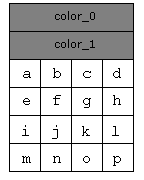 color_0
color_1
a b c d
e f g h
i j k l
m n o p